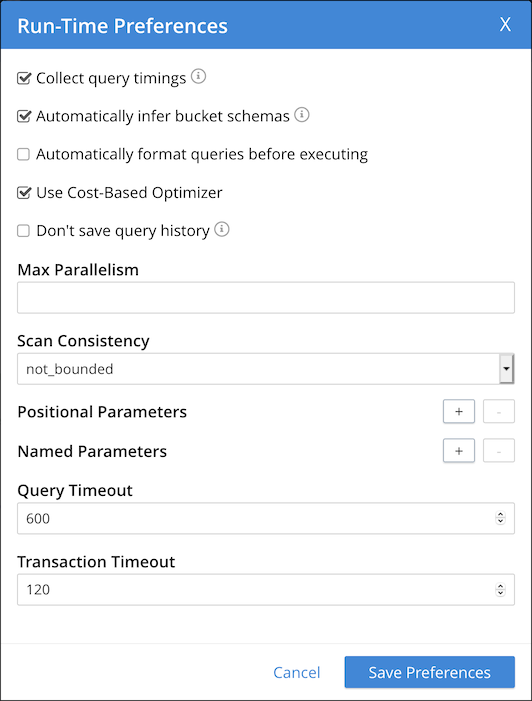 Run-Time Preferences X
Collect query timings
Automatically infer bucket schemas
Automatically format queries before executing
Use Cost-Based Optimizer
Don't save query history
Max Parallelism
Scan Consistency
not_bounded
Positional Parameters + -
Named Parameters + -
Query Timeout
600
Transaction Timeout
120
Cancel Save Preferences